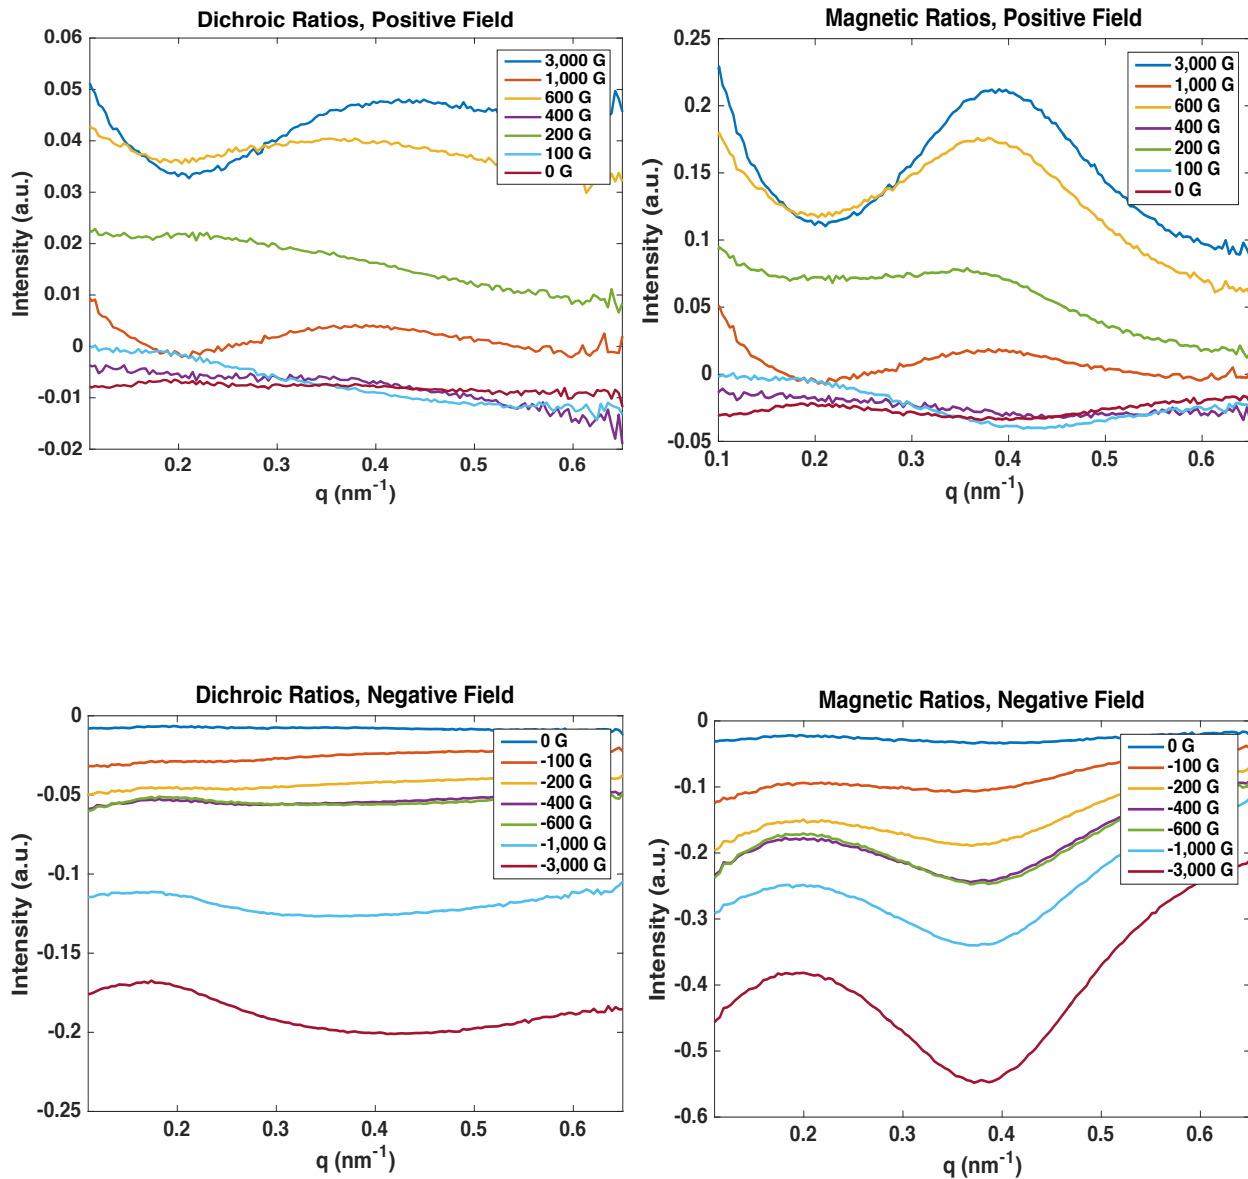 Dichroic Ratios, Positive Field
0.06
0.05
0.04
0.03
0.02
0.01
0
-0.01
-0.02
Intensity (a.u.)
0.2 0.3 0.4 0.5 0.6
q (nm-1)
3,000 G
1,000 G
600 G
400 G
200 G
100 G
0 G
Magnetic Ratios, Positive Field
0.25
0.2
0.15
0.1
0.05
0
-0.05
Intensity (a.u.)
0.1 0.2 0.3 0.4 0.5 0.6
q (nm-1)
3,000 G
1,000 G
600 G
400 G
200 G
100 G
0 G
Dichroic Ratios, Negative Field
0
-0.05
-0.1
-0.15
-0.2
-0.25
Intensity (a.u.)
0.2 0.3 0.4 0.5 0.6
q (nm-1)
0 G
-100 G
-200 G
-400 G
-600 G
-1,000 G
-3,000 G
Magnetic Ratios, Negative Field
0
-0.1
-0.2
-0.3
-0.4
-0.5
-0.6
Intensity (a.u.)
0.2 0.3 0.4 0.5 0.6
q (nm-1)
0 G
-100 G
-200 G
-400 G
-600 G
-1,000 G
-3,000 G